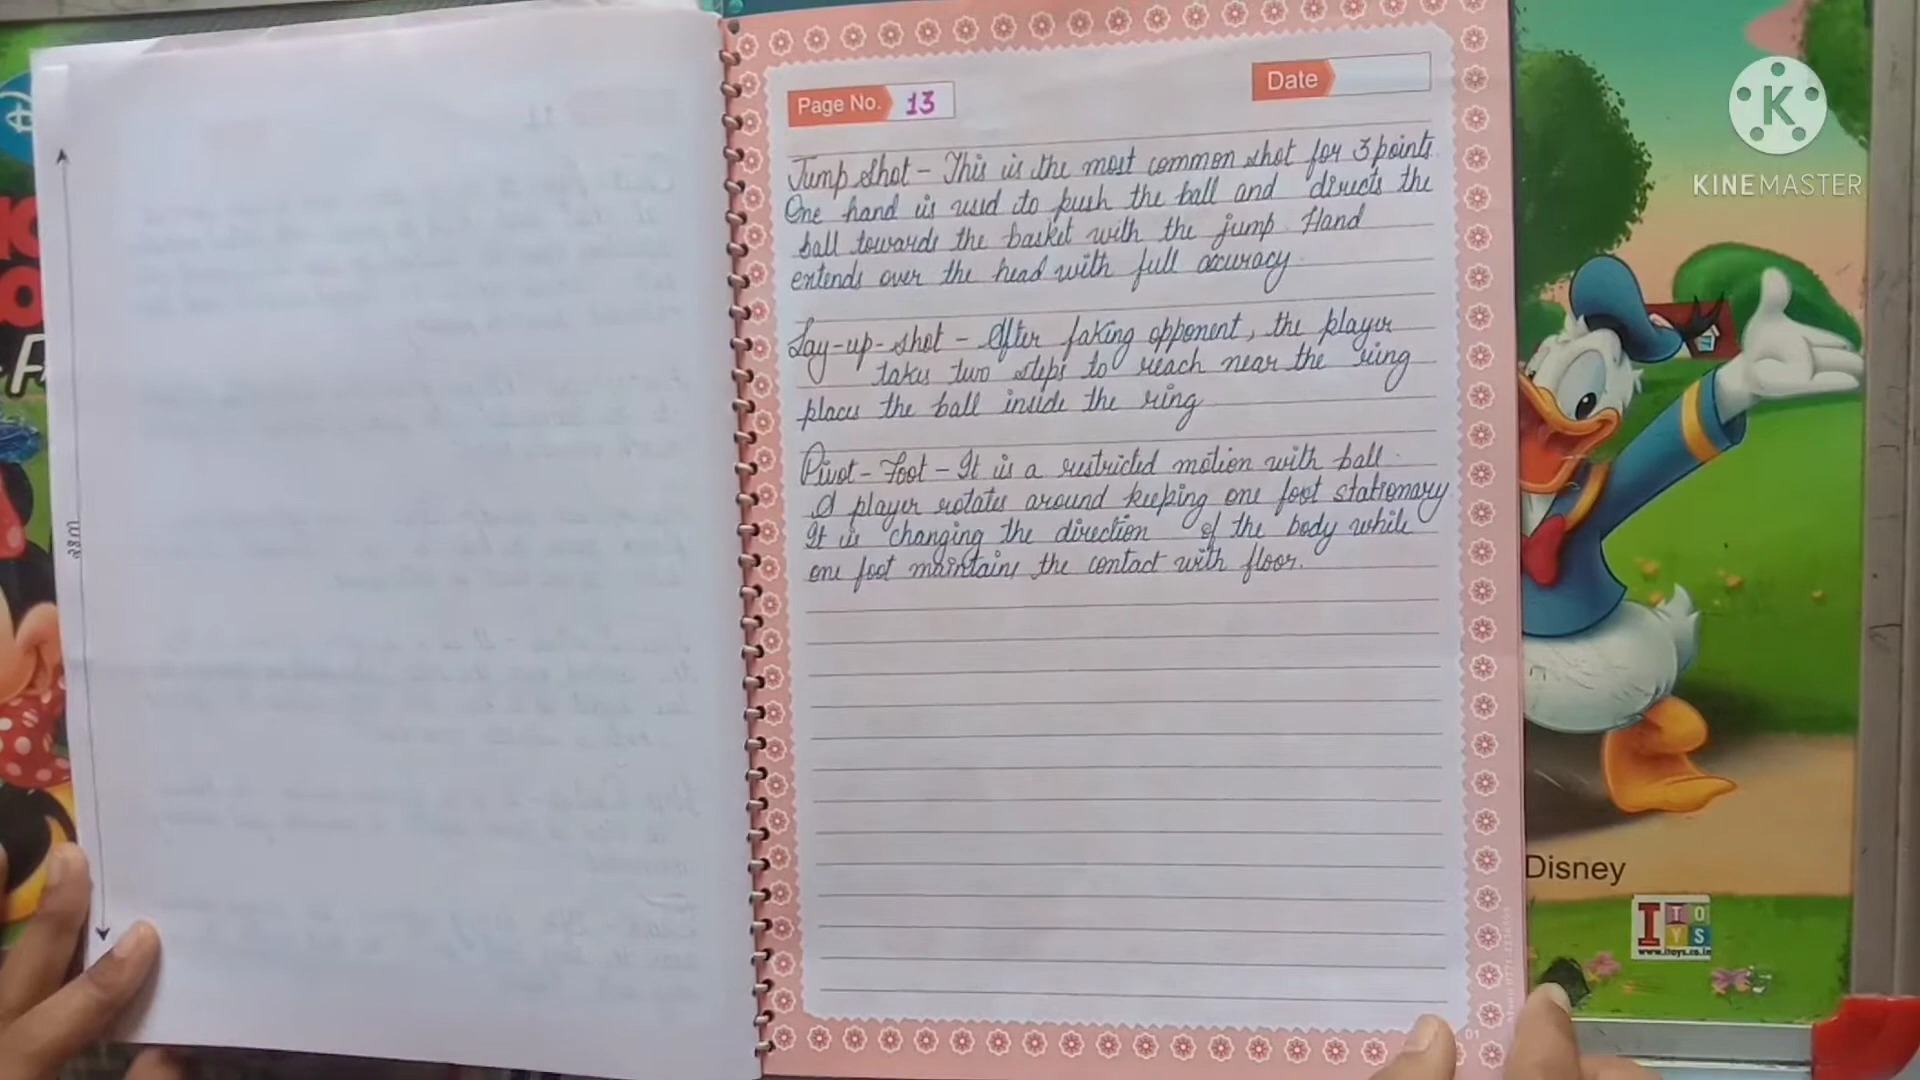 Page No. 13
Date
Jump shot - This is the most common shot for 3 points.
One hand is used to push the ball and directs the
ball towards the basket with the jump. Hand
extends over the head with full accuracy.
Lay-up-shot - After faking opponent, the player
takes two steps to reach near the ring
places the ball inside the ring
Pivot-Foot - It is a restricted motion with ball.
A player rotates around keeping one foot stationary
It is changing the direction of the body while
one foot maintains the contact with floor.
KINEMASTER
Disney
ITOYS
www.itoys.co.in